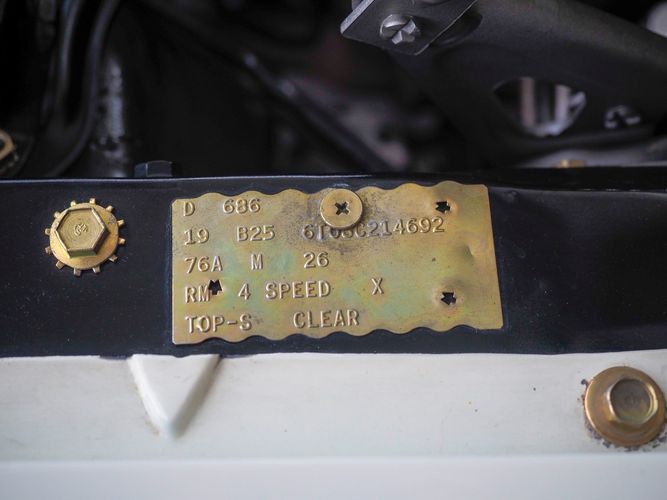 D 686
19 B25 6T08C214692
76A M 26
RM 4 SPEED X
TOP-S CLEAR